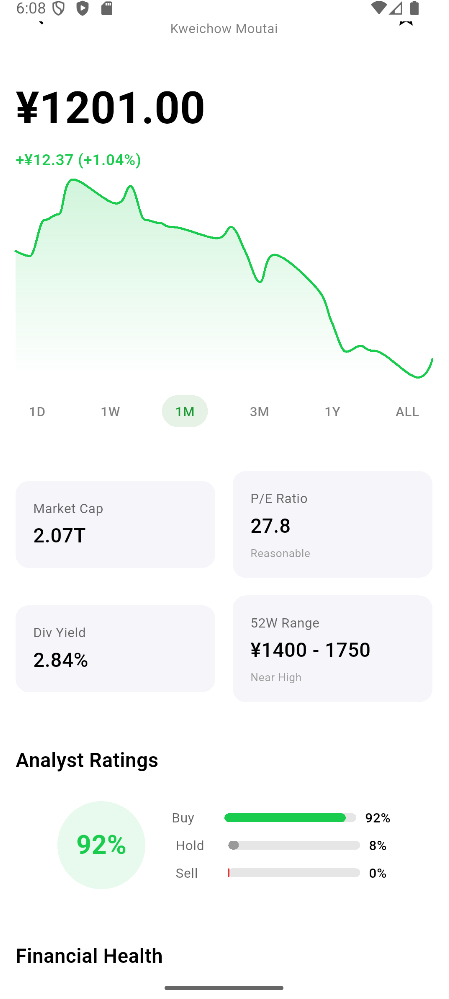 6:08
Kweichow Moutai
¥1201.00
+¥12.37 (+1.04%)
1D 1W 1M 3M 1Y ALL
Market Cap
2.07T
P/E Ratio
27.8
Reasonable
Div Yield
2.84%
52W Range
¥1400 - 1750
Near High
Analyst Ratings
92%
Buy 92%
Hold 8%
Sell 0%
Financial Health